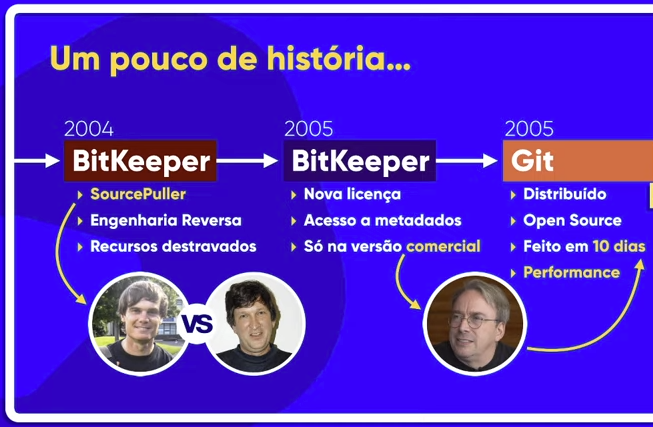 Um pouco de história...
2004
BitKeeper
SourcePuller
Engenharia Reversa
Recursos destravados
VS
2005
BitKeeper
Nova licença
Acesso a metadados
Só na versão comercial
2005
Git
Distribuído
Open Source
Feito em 10 dias
Performance